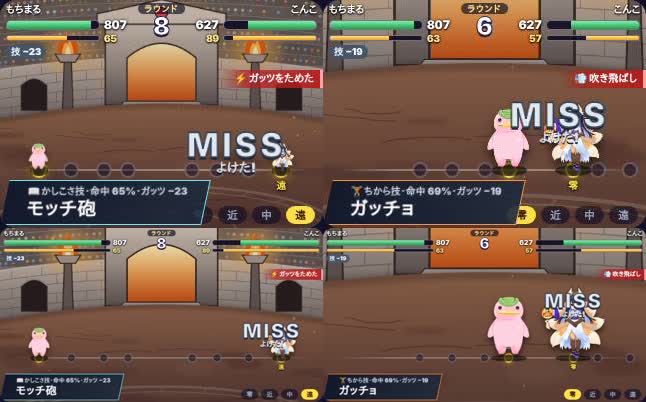 もちまる ラウンド こんこ
807 8 627
65 89
技 -23
⚡ガッツをためた
MISS
よけた!
遠
かしこさ技・命中 65%・ガッツ -23
モッチ砲
近 中 遠
もちまる ラウンド こんこ
807 6 627
63 57
技 -19
吹き飛ばし
MISS
よけた!
零
ちから技・命中 69%・ガッツ -19
ガッチョ
零 近 中 遠
もちまる ラウンド こんこ
807 8 627
65 89
技 -23
⚡ガッツをためた
MISS
よけた!
遠
かしこさ技・命中 65%・ガッツ -23
モッチ砲
零 近 中 遠
もちまる ラウンド こんこ
807 6 627
63 57
技 -19
吹き飛ばし
MISS
よけた!
零
ちから技・命中 69%・ガッツ -19
ガッチョ
零 近 中 遠